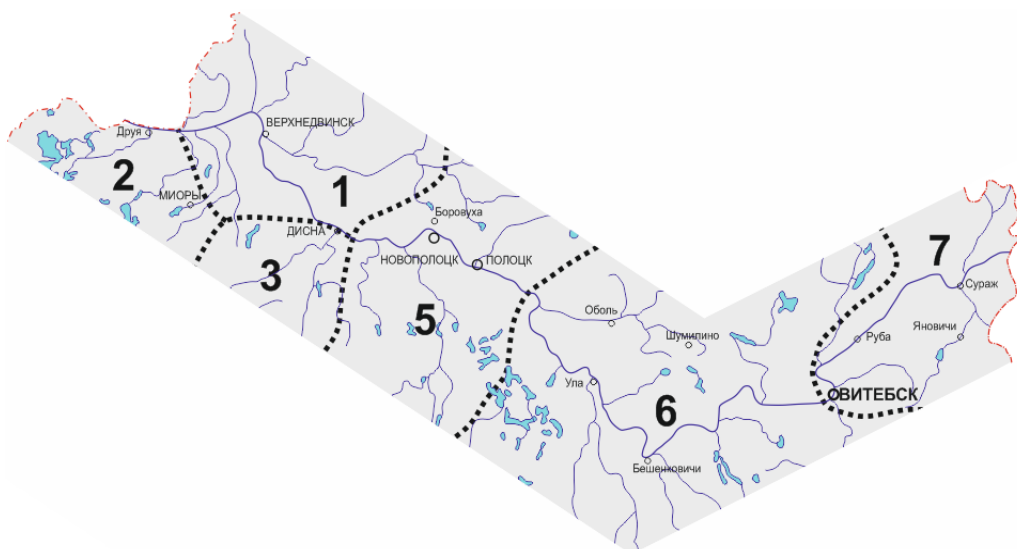 ВЕРХНЕДВИНСК
Друя
2
1
7
МИОРЫ
Боровуха
ДИСНА
НОВОПОЛОЦК
ПОЛОЦК
3
Сураж
5
Оболь
Шумилино
Руба
Яновичи
Ула
6
ВИТЕБСК
Бешенковичи